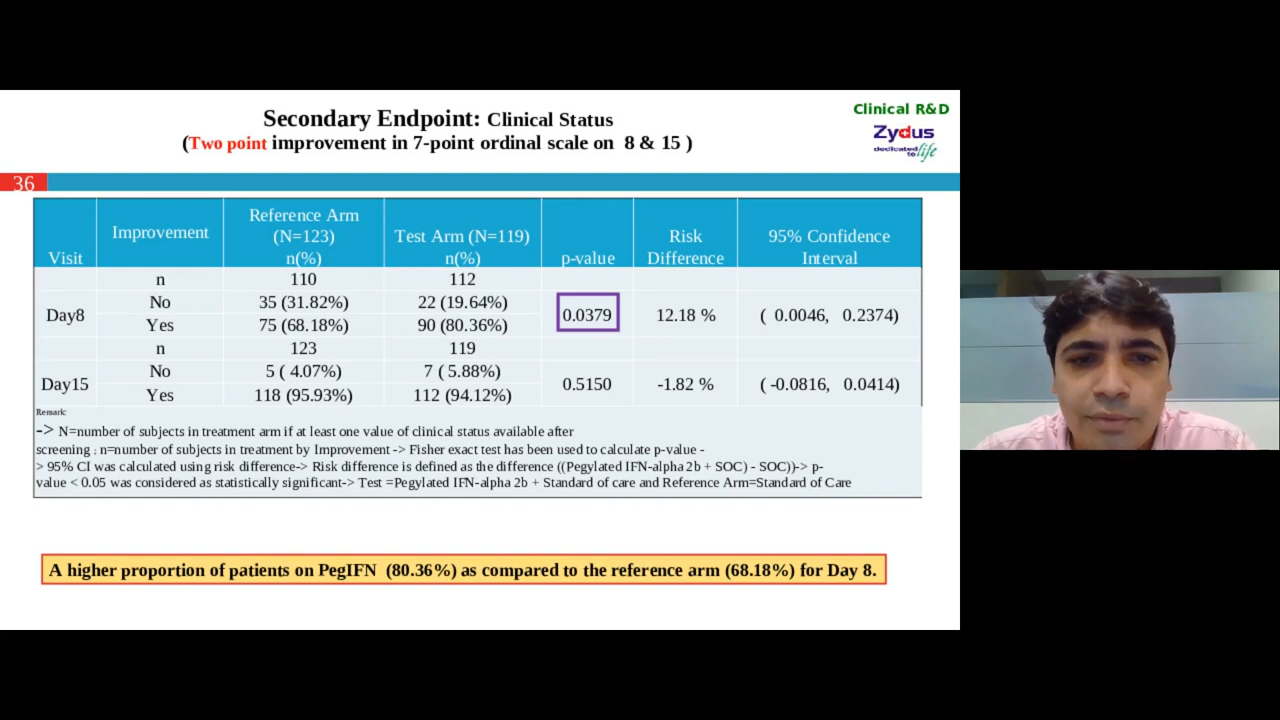 Secondary Endpoint: Clinical Status
(Two point improvement in 7-point ordinal scale on 8 & 15 )
Clinical R&D
Zydus
dedicated to life
36
Visit Improvement Reference Arm (N=123) n(%) Test Arm (N=119) n(%) p-value Risk Difference 95% Confidence Interval
n 110 112
Day8 No 35 (31.82%) 22 (19.64%) 0.0379 12.18 % ( 0.0046, 0.2374)
Yes 75 (68.18%) 90 (80.36%)
n 123 119
Day15 No 5 ( 4.07%) 7 ( 5.88%) 0.5150 -1.82 % ( -0.0816, 0.0414)
Yes 118 (95.93%) 112 (94.12%)
Remark:
-> N=number of subjects in treatment arm if at least one value of clinical status available after
screening ; n=number of subjects in treatment by Improvement -> Fisher exact test has been used to calculate p-value -
> 95% CI was calculated using risk difference-> Risk difference is defined as the difference ((Pegylated IFN-alpha 2b + SOC) - SOC))-> p-
value < 0.05 was considered as statistically significant-> Test =Pegylated IFN-alpha 2b + Standard of care and Reference Arm=Standard of Care
A higher proportion of patients on PegIFN (80.36%) as compared to the reference arm (68.18%) for Day 8.